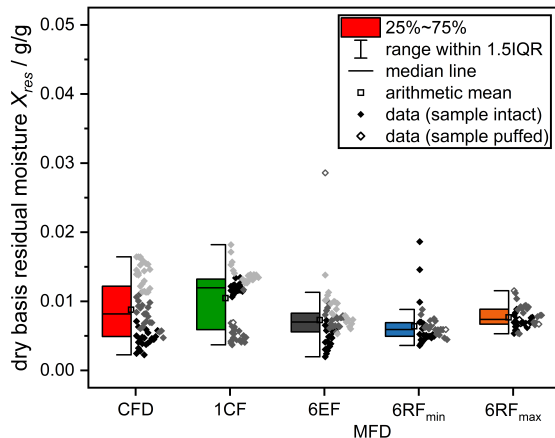 dry basis residual moisture Xres / g/g
0.05
0.04
0.03
0.02
0.01
0.00
25%~75%
range within 1.5IQR
median line
arithmetic mean
data (sample intact)
data (sample puffed)
CFD 1CF 6EF 6RFmin 6RFmax
MFD